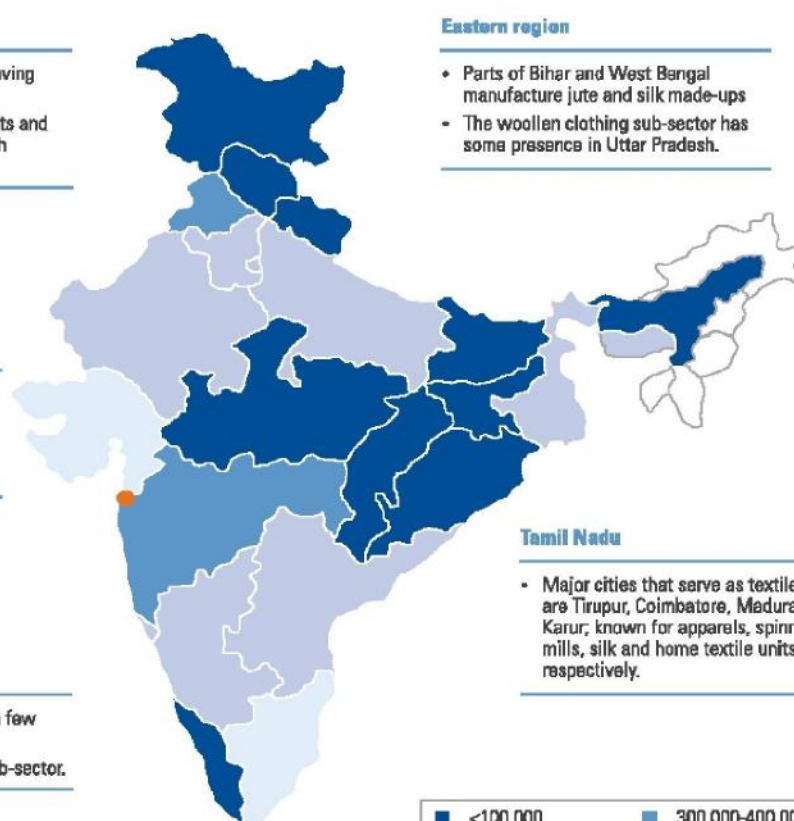 ving
ts and
h
few
b-sector.
Eastern region
• Parts of Bihar and West Bengal
manufacture jute and silk made-ups
• The woollen clothing sub-sector has
some presence in Uttar Pradesh.
Tamil Nadu
• Major cities that serve as textile
are Tirupur, Coimbatore, Madura
Karur; known for apparels, spinn
mills, silk and home textile units
respectively.
<100,000
300,000-400,00